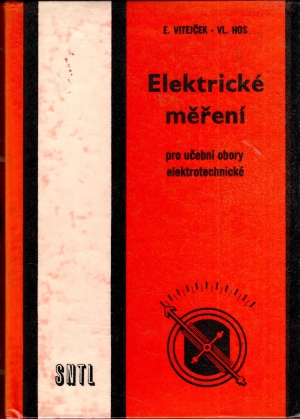 E. VITEJČEK - VL. HOS
Elektrické
měření
pro učební obory
elektrotechnické
SNTL